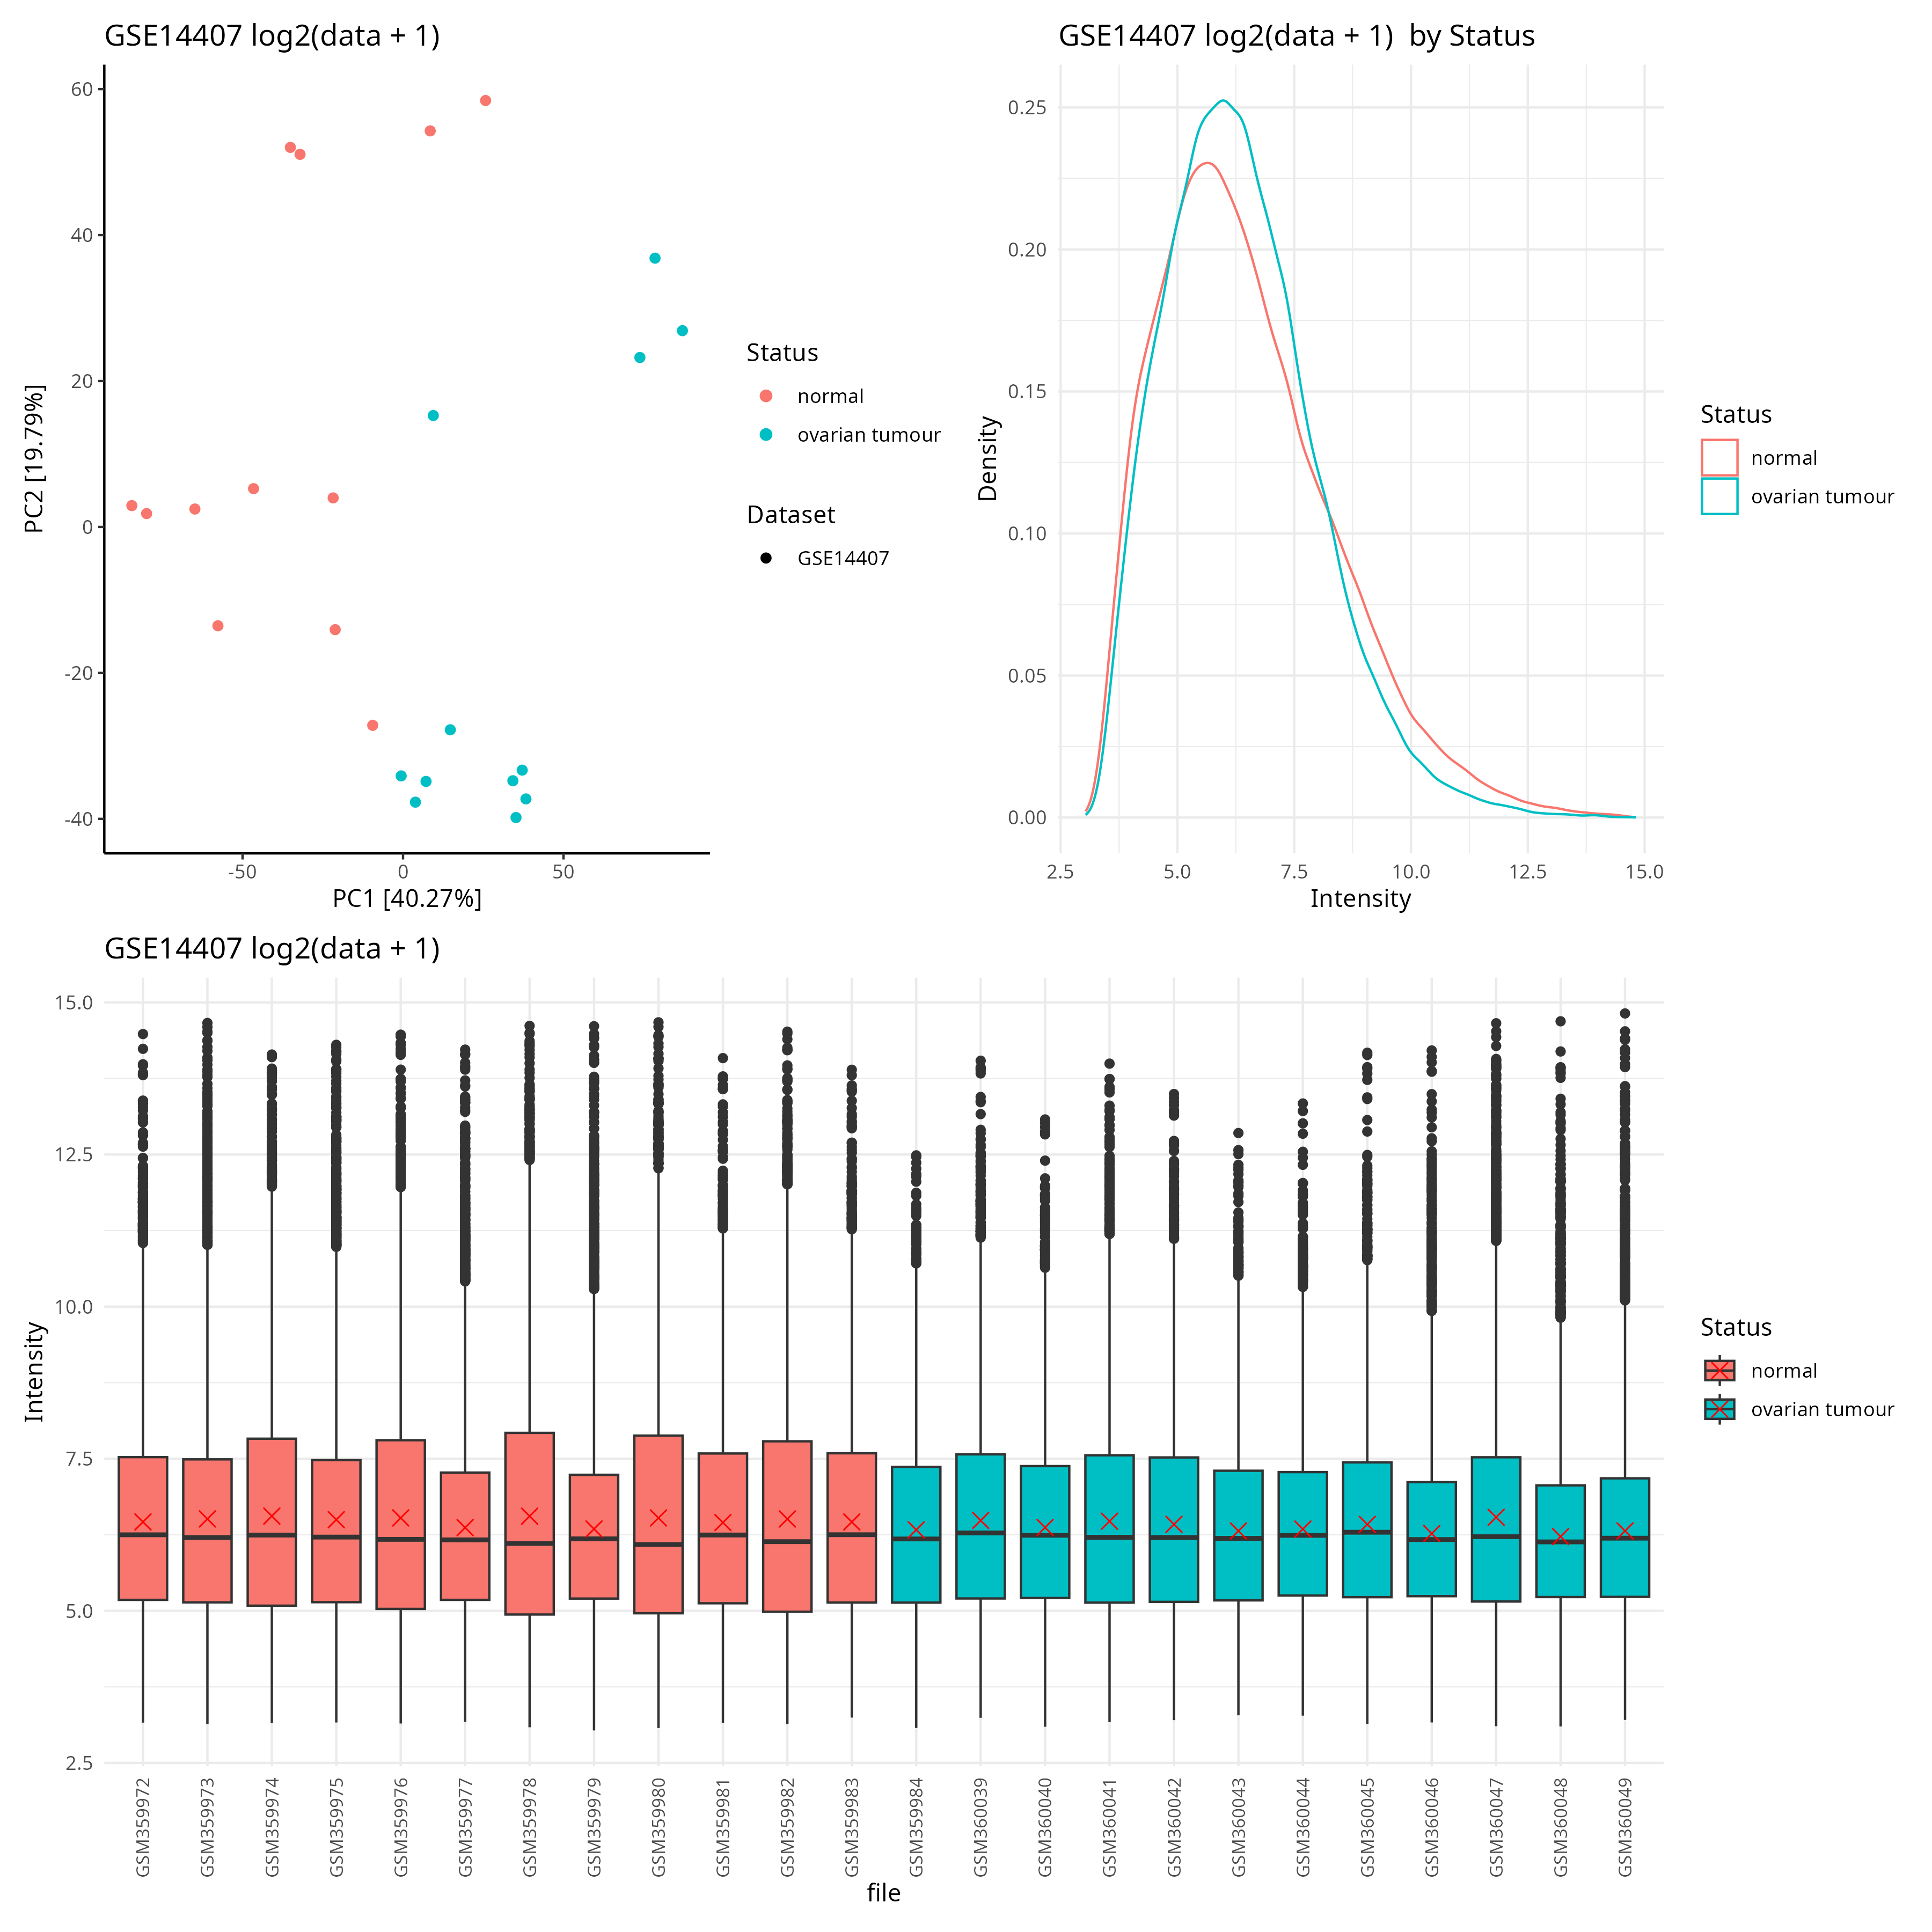 GSE14407 log2(data + 1)
60
40
20
0
-20
-40
PC2 [19.79%]
-50 0 50
PC1 [40.27%]
Status
normal
ovarian tumour
Dataset
GSE14407
GSE14407 log2(data + 1)  by Status
0.25
0.20
0.15
0.10
0.05
0.00
Density
2.5 5.0 7.5 10.0 12.5 15.0
Intensity
Status
normal
ovarian tumour
GSE14407 log2(data + 1)
15.0
12.5
10.0
7.5
5.0
2.5
Intensity
GSM359972
GSM359973
GSM359974
GSM359975
GSM359976
GSM359977
GSM359978
GSM359979
GSM359980
GSM359981
GSM359982
GSM359983
GSM359984
GSM360039
GSM360040
GSM360041
GSM360042
GSM360043
GSM360044
GSM360045
GSM360046
GSM360047
GSM360048
GSM360049
file
Status
normal
ovarian tumour